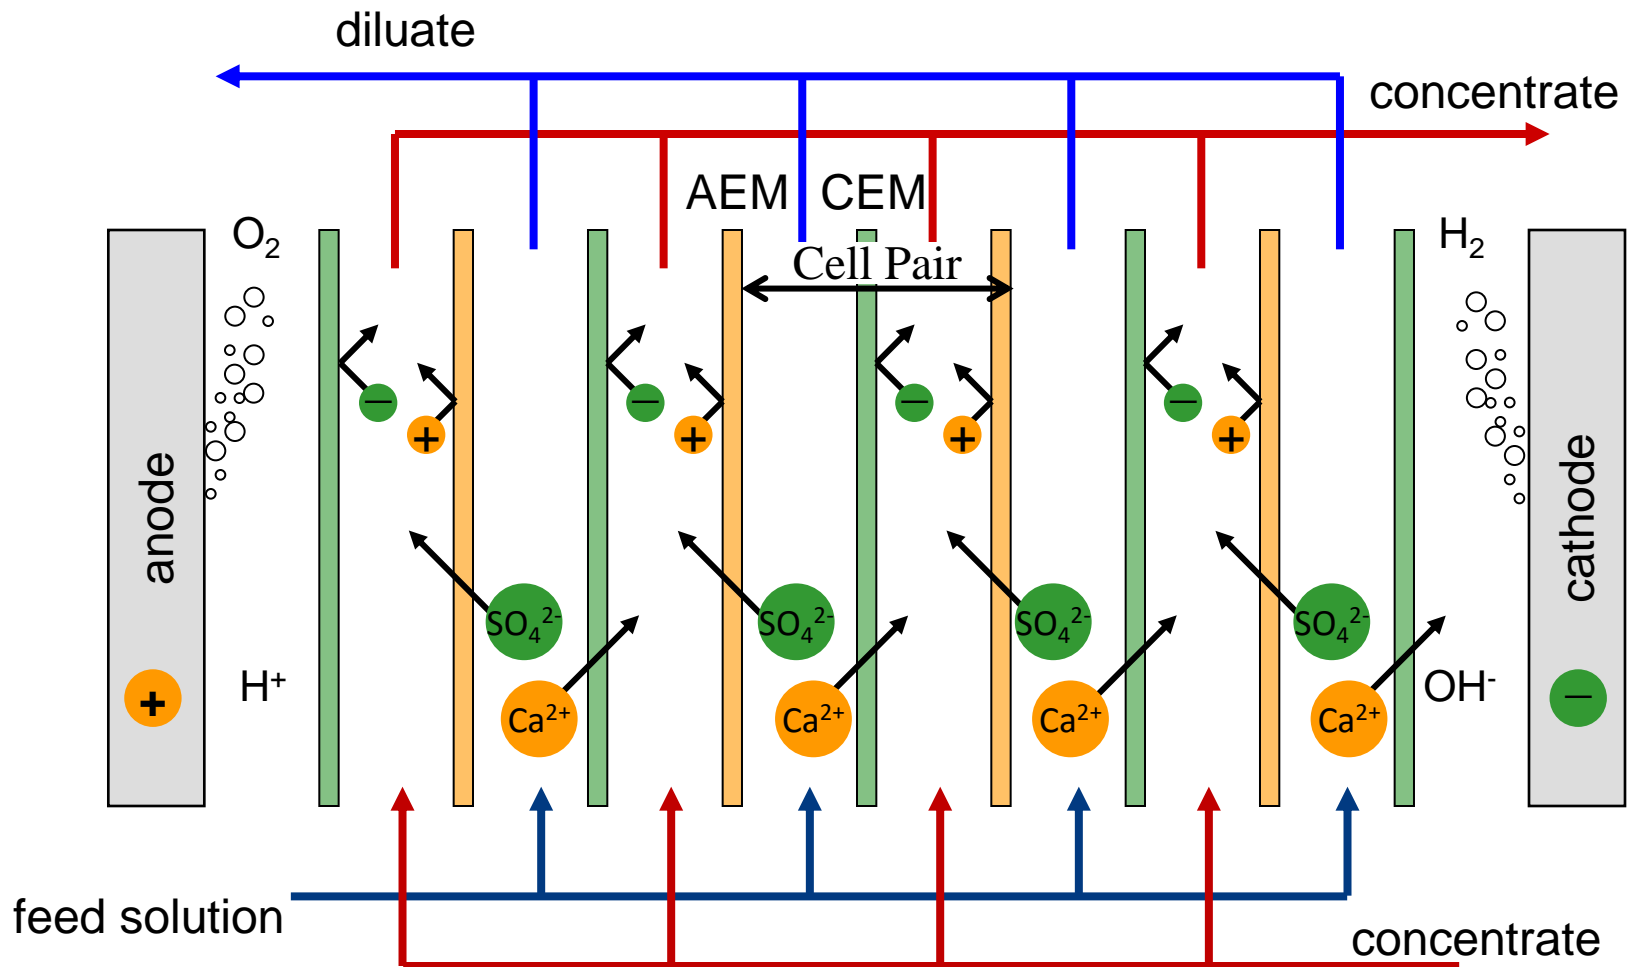 diluate
concentrate
AEM CEM
O₂
H₂
Cell Pair
− + − + − + − +
anode
cathode
SO₄²⁻ SO₄²⁻ SO₄²⁻ SO₄²⁻
H⁺
OH⁻
+
−
Ca²⁺ Ca²⁺ Ca²⁺ Ca²⁺
feed solution
concentrate